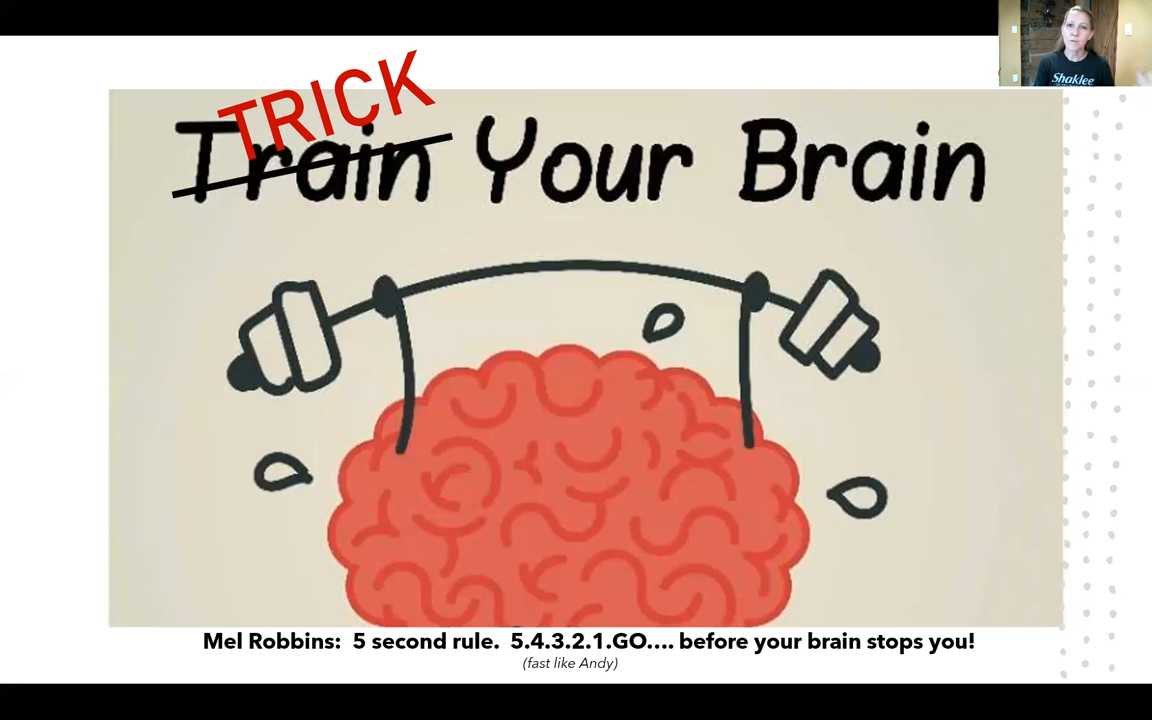 TRICK
Train Your Brain
Mel Robbins: 5 second rule. 5.4.3.2.1.GO.... before your brain stops you!
(fast like Andy)
Shaklee